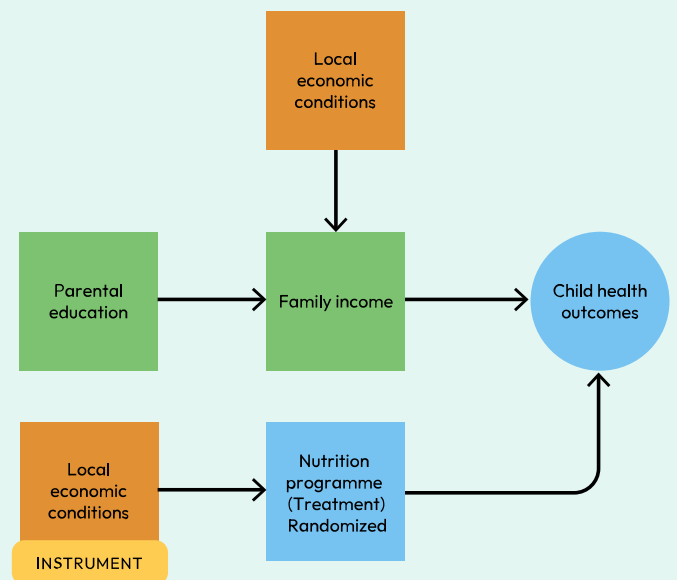 Local
economic
conditions
Parental
education
Family income
Child health
outcomes
Local
economic
conditions
INSTRUMENT
Nutrition
programme
(Treatment)
Randomized